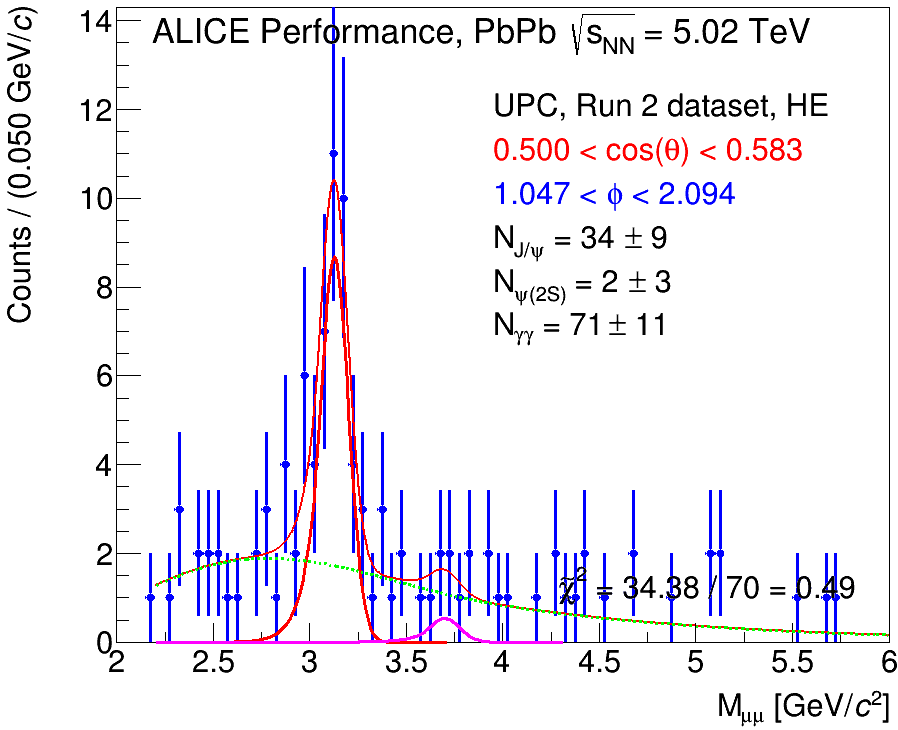 ALICE Performance, PbPb √sNN = 5.02 TeV
UPC, Run 2 dataset, HE
0.500 < cos(θ) < 0.583
1.047 < ϕ < 2.094
NJ/ψ = 34 ± 9
Nψ(2S) = 2 ± 3
Nγγ = 71 ± 11
χ̃² = 34.38 / 70 = 0.49
Counts / (0.050 GeV/c)
14
12
10
8
6
4
2
0
2 2.5 3 3.5 4 4.5 5 5.5 6
Mμμ [GeV/c²]